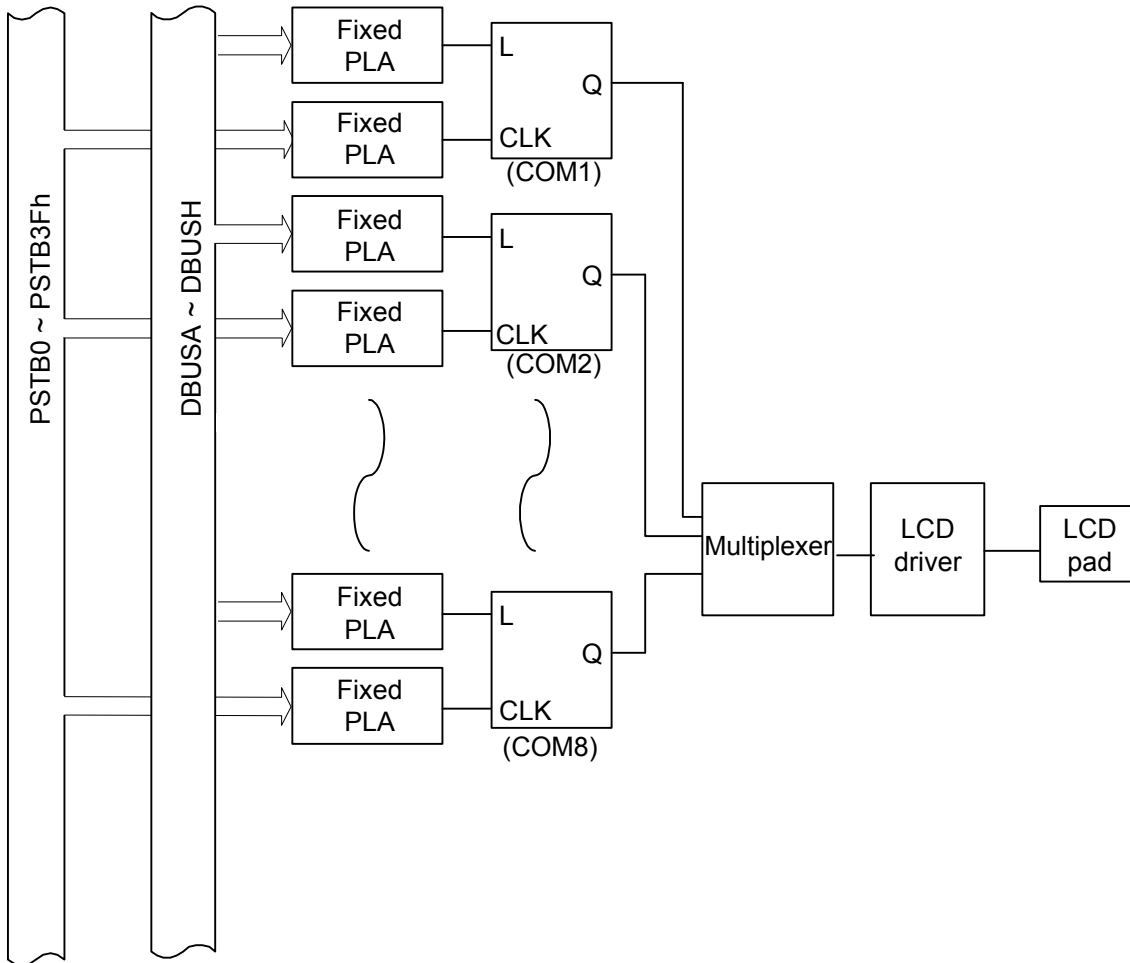 PSTB0 ~ PSTB3Fh
DBUSA ~ DBUSH
Fixed
PLA
L
Q
Fixed
PLA
CLK
(COM1)
Fixed
PLA
L
Q
Fixed
PLA
CLK
(COM2)
Multiplexer
LCD
driver
LCD
pad
Fixed
PLA
L
Q
Fixed
PLA
CLK
(COM8)